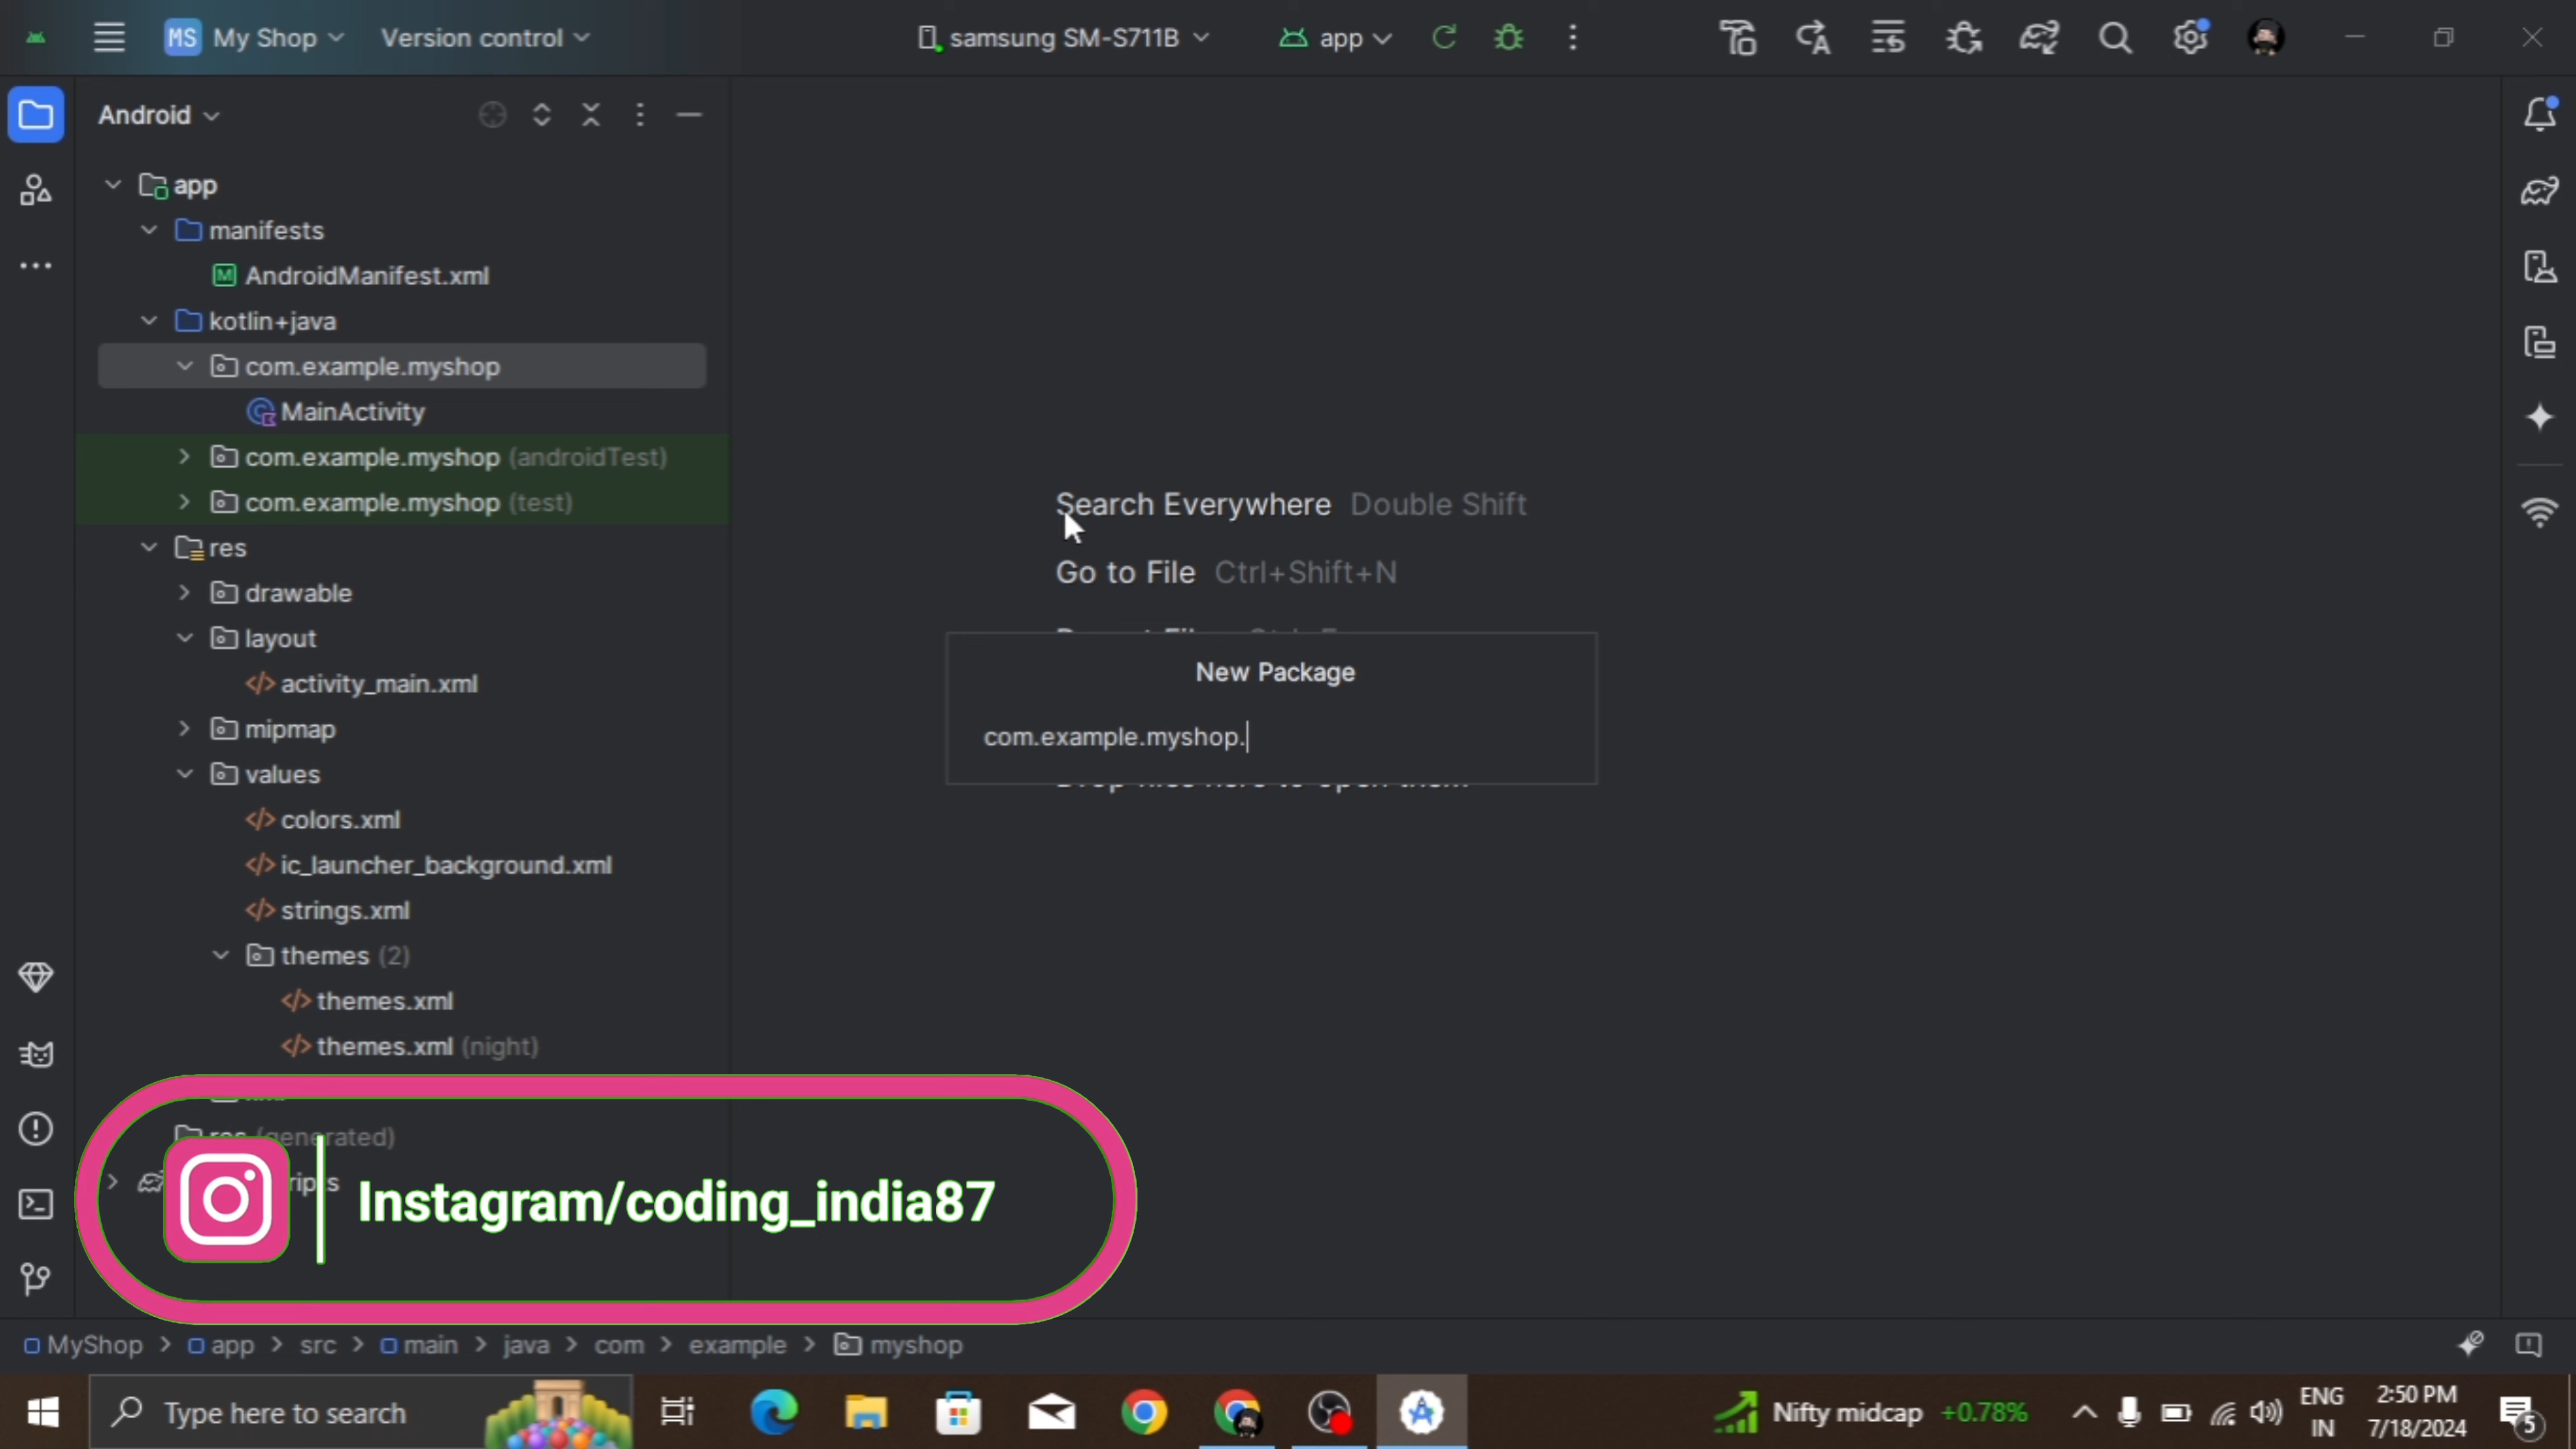 MS My Shop
Version control
samsung SM-S711B
app
Android
app
manifests
AndroidManifest.xml
kotlin+java
com.example.myshop
MainActivity
com.example.myshop (androidTest)
com.example.myshop (test)
res
drawable
layout
activity_main.xml
mipmap
values
colors.xml
ic_launcher_background.xml
strings.xml
themes (2)
themes.xml
themes.xml (night)
res (generated)
Search Everywhere Double Shift
Go to File Ctrl+Shift+N
New Package
com.example.myshop.
Instagram/coding_india87
MyShop > app > src > main > java > com > example > myshop
Type here to search
Nifty midcap +0.78%
ENG
IN
2:50 PM
7/18/2024
5